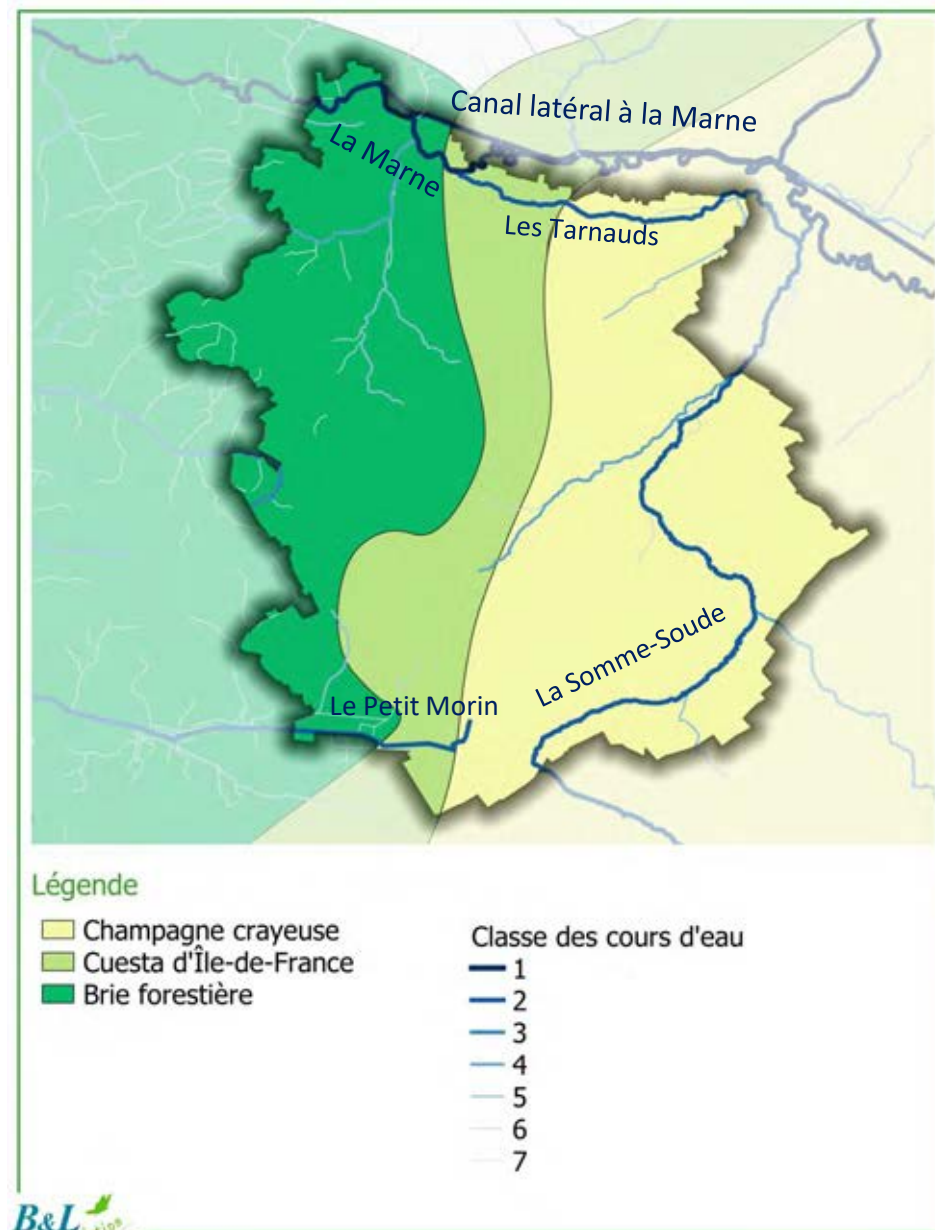 Canal latéral à la Marne
La Marne
Les Tarnauds
La Somme-Soude
Le Petit Morin
Légende
Champagne crayeuse
Cuesta d'Île-de-France
Brie forestière
Classe des cours d'eau
1
2
3
4
5
6
7
B&L